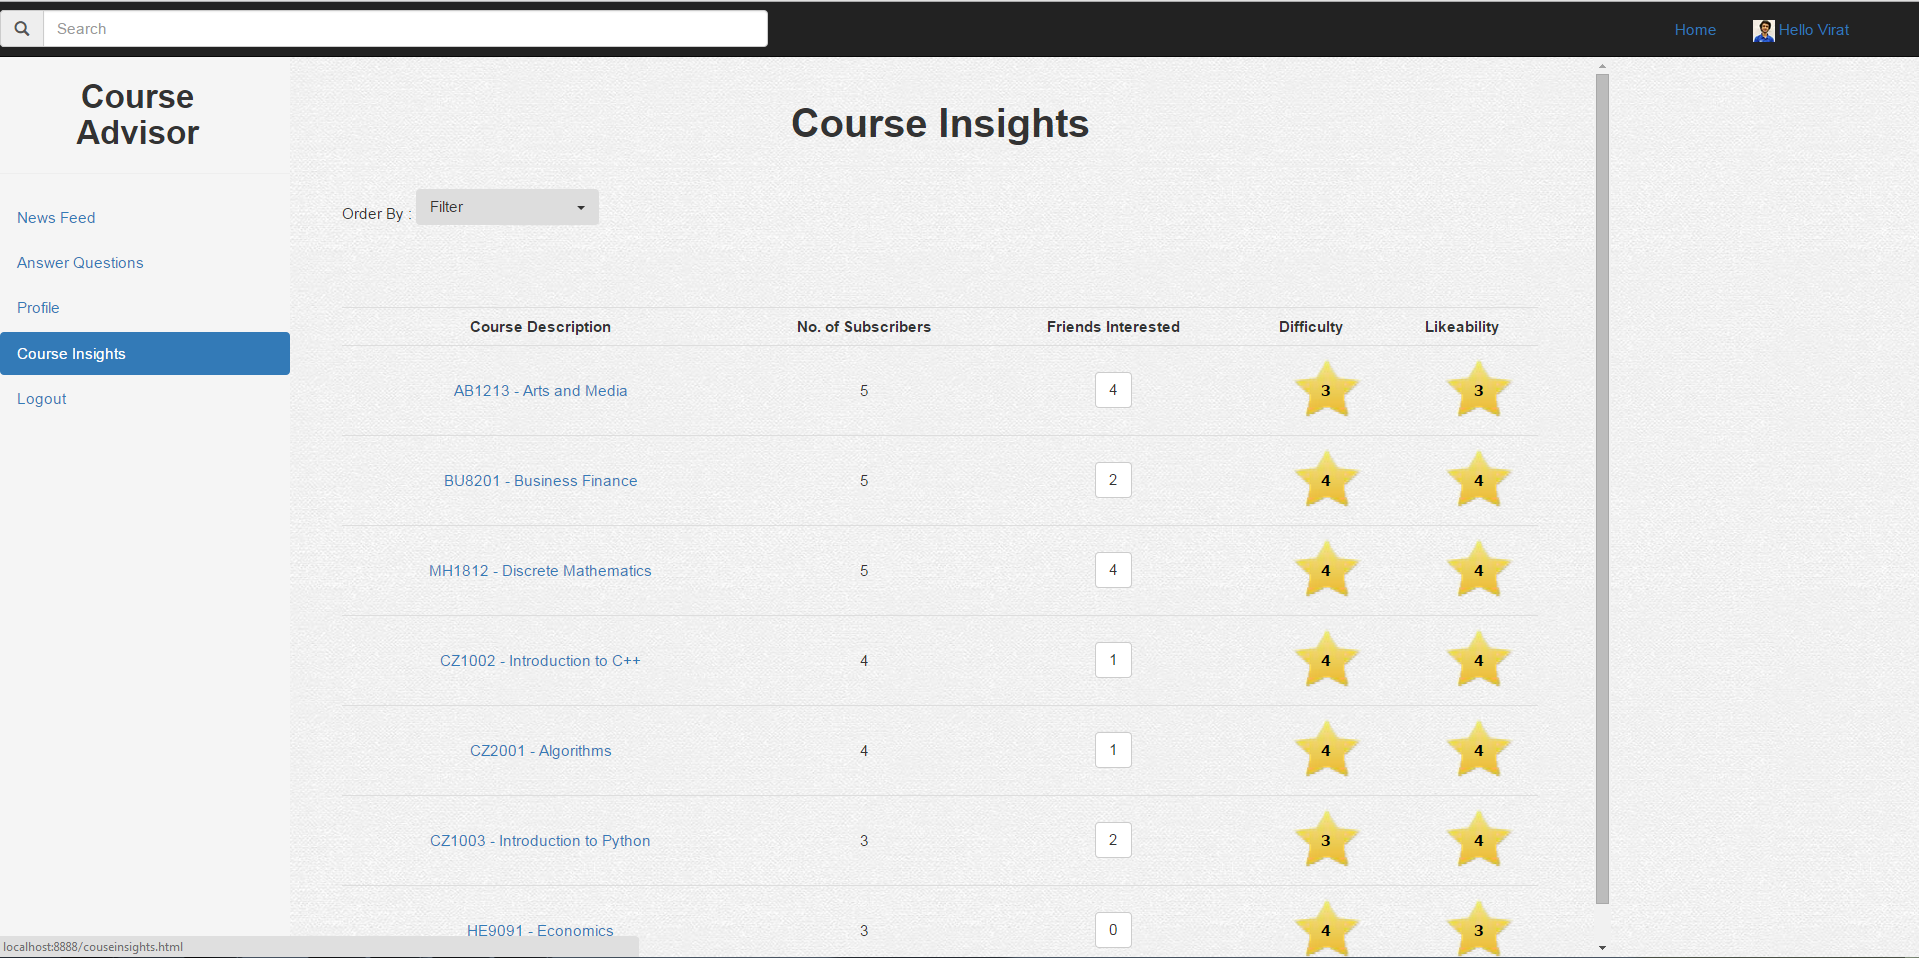 Search
Home
Hello Virat
Course
Advisor
News Feed
Answer Questions
Profile
Course Insights
Logout
Course Insights
Order By : Filter
Course Description No. of Subscribers Friends Interested Difficulty Likeability
AB1213 - Arts and Media 5 4 3 3
BU8201 - Business Finance 5 2 4 4
MH1812 - Discrete Mathematics 5 4 4 4
CZ1002 - Introduction to C++ 4 1 4 4
CZ2001 - Algorithms 4 1 4 4
CZ1003 - Introduction to Python 3 2 3 4
HE9091 - Economics 3 0 4 3
localhost:8888/couseinsights.html